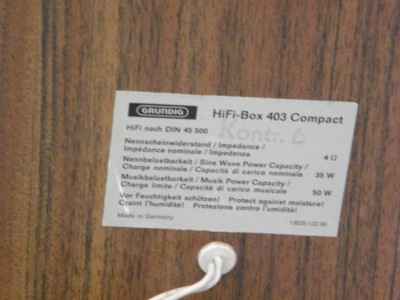 GRUNDIG
HiFi-Box 403 Compact
HiFi nach DIN 45 500
Kontr. 6
Nennscheinwiderstand / Impedance /
Impédance nominale / Impedenza 4 Ω
Nennbelastbarkeit / Sine Wave Power Capacity /
Charge nominale / Capacità di carico nominale 35 W
Musikbelastbarkeit / Musik Power Capacity /
Charge limite / Capacità di carico musicale 50 W
Vor Feuchtigkeit schützen! Protect against moisture!
Craint l'humidité! Protezione contro l'umidità!
Made in Germany